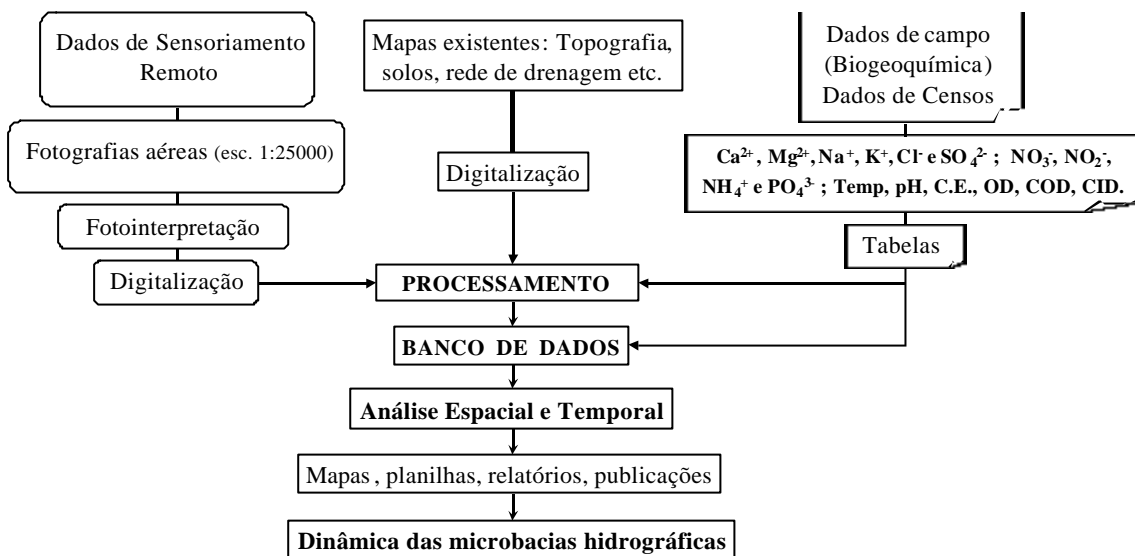 Dados de Sensoriamento
Remoto
Fotografias aéreas (esc. 1:25000)
Fotointerpretação
Digitalização
Mapas existentes: Topografia,
solos, rede de drenagem etc.
Digitalização
Dados de campo
(Biogeoquímica)
Dados de Censos
Ca²⁺, Mg²⁺, Na⁺, K⁺, Cl⁻ e SO₄²⁻ ; NO₃⁻, NO₂⁻,
NH₄⁺ e PO₄³⁻ ; Temp, pH, C.E., OD, COD, CID.
Tabelas
PROCESSAMENTO
BANCO DE DADOS
Análise Espacial e Temporal
Mapas , planilhas, relatórios, publicações
Dinâmica das microbacias hidrográficas